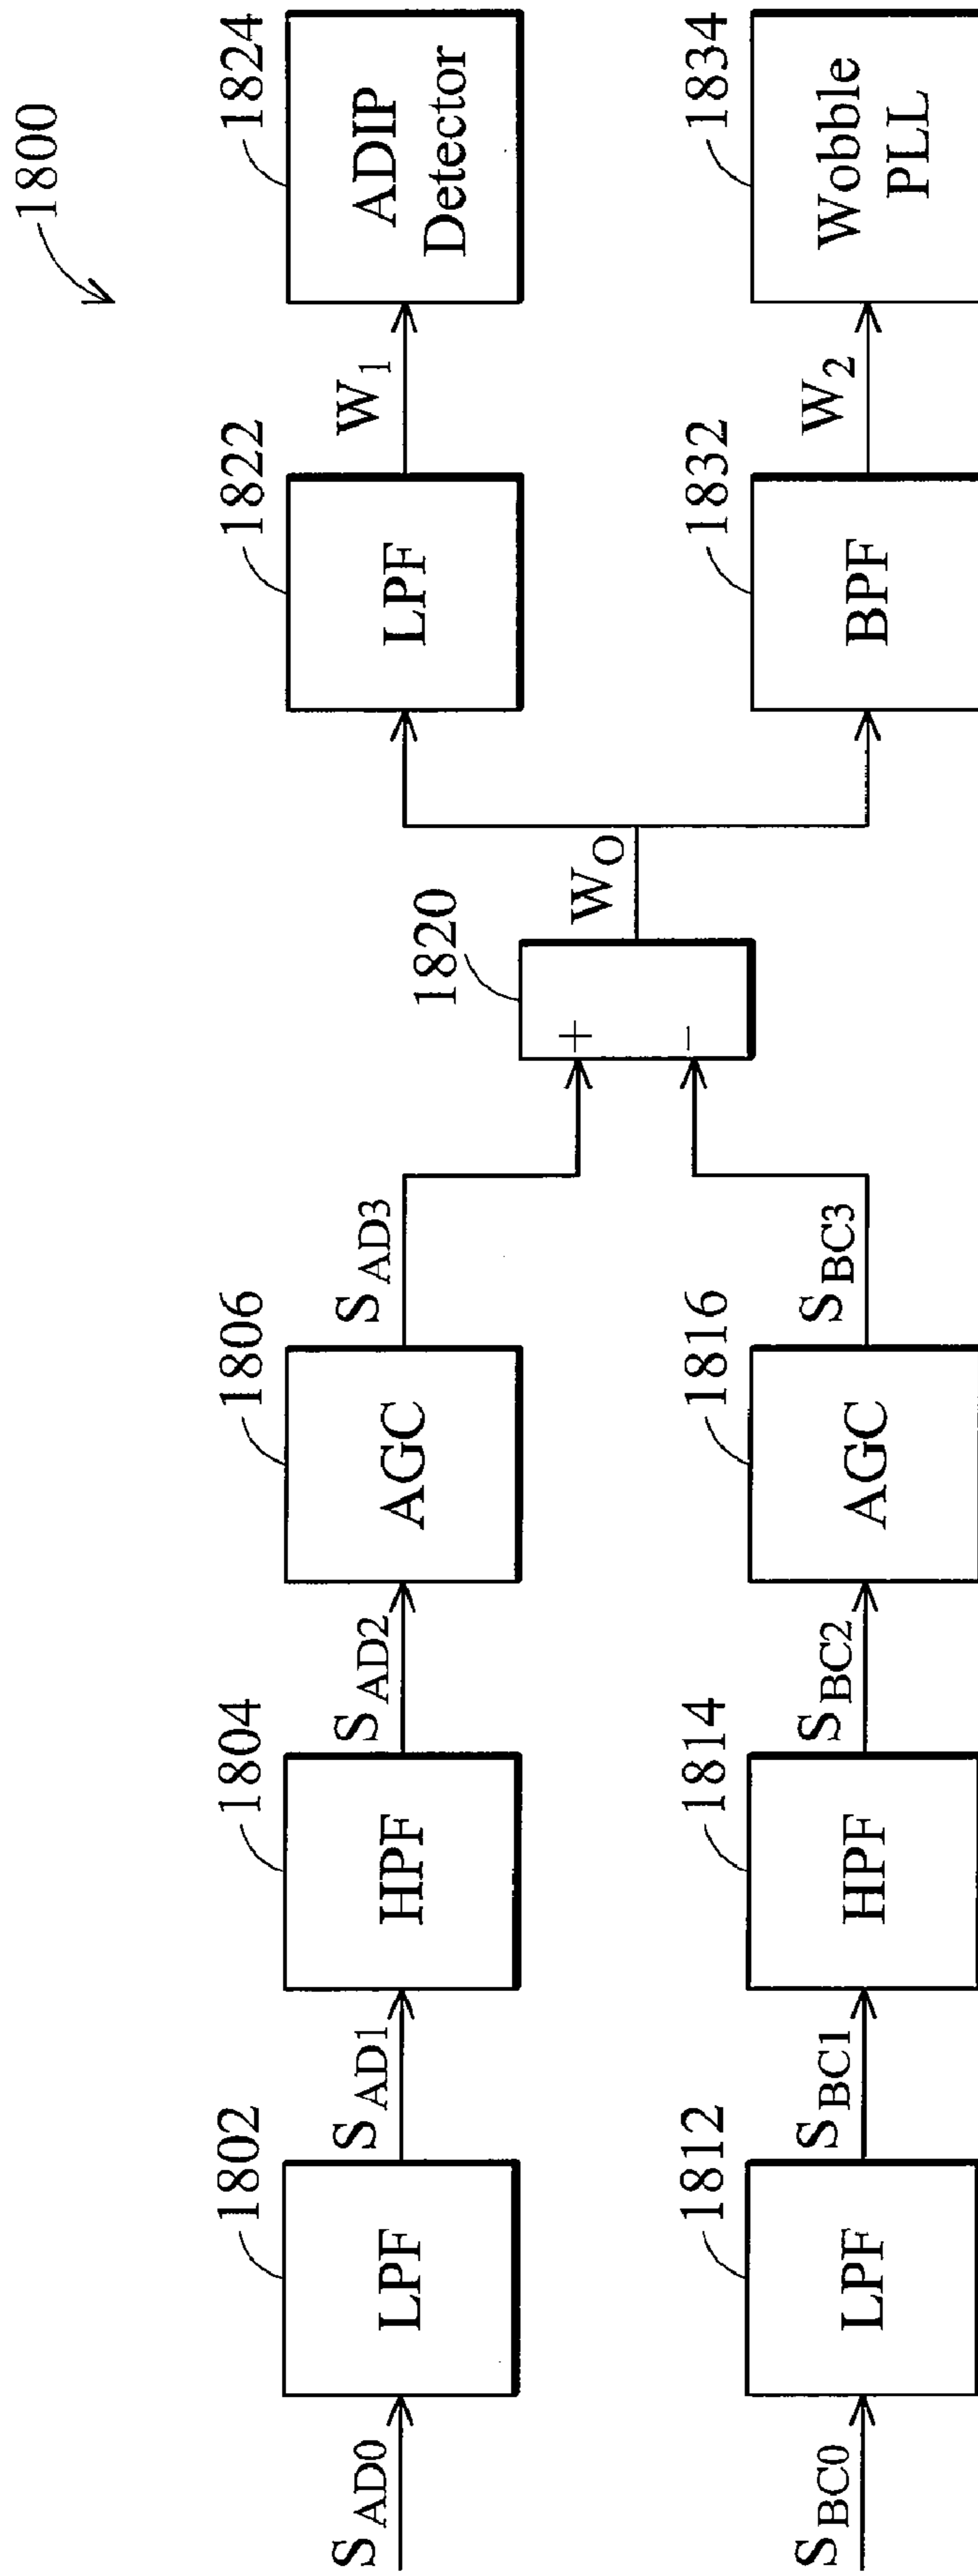 1800
1802
1804
1806
1822
1824
S_AD0
LPF
S_AD1
HPF
S_AD2
AGC
S_AD3
LPF
W_1
ADIP
Detector
1820
+
-
W_O
1812
1814
1816
1832
1834
S_BC0
LPF
S_BC1
HPF
S_BC2
AGC
S_BC3
BPF
W_2
Wobble
PLL